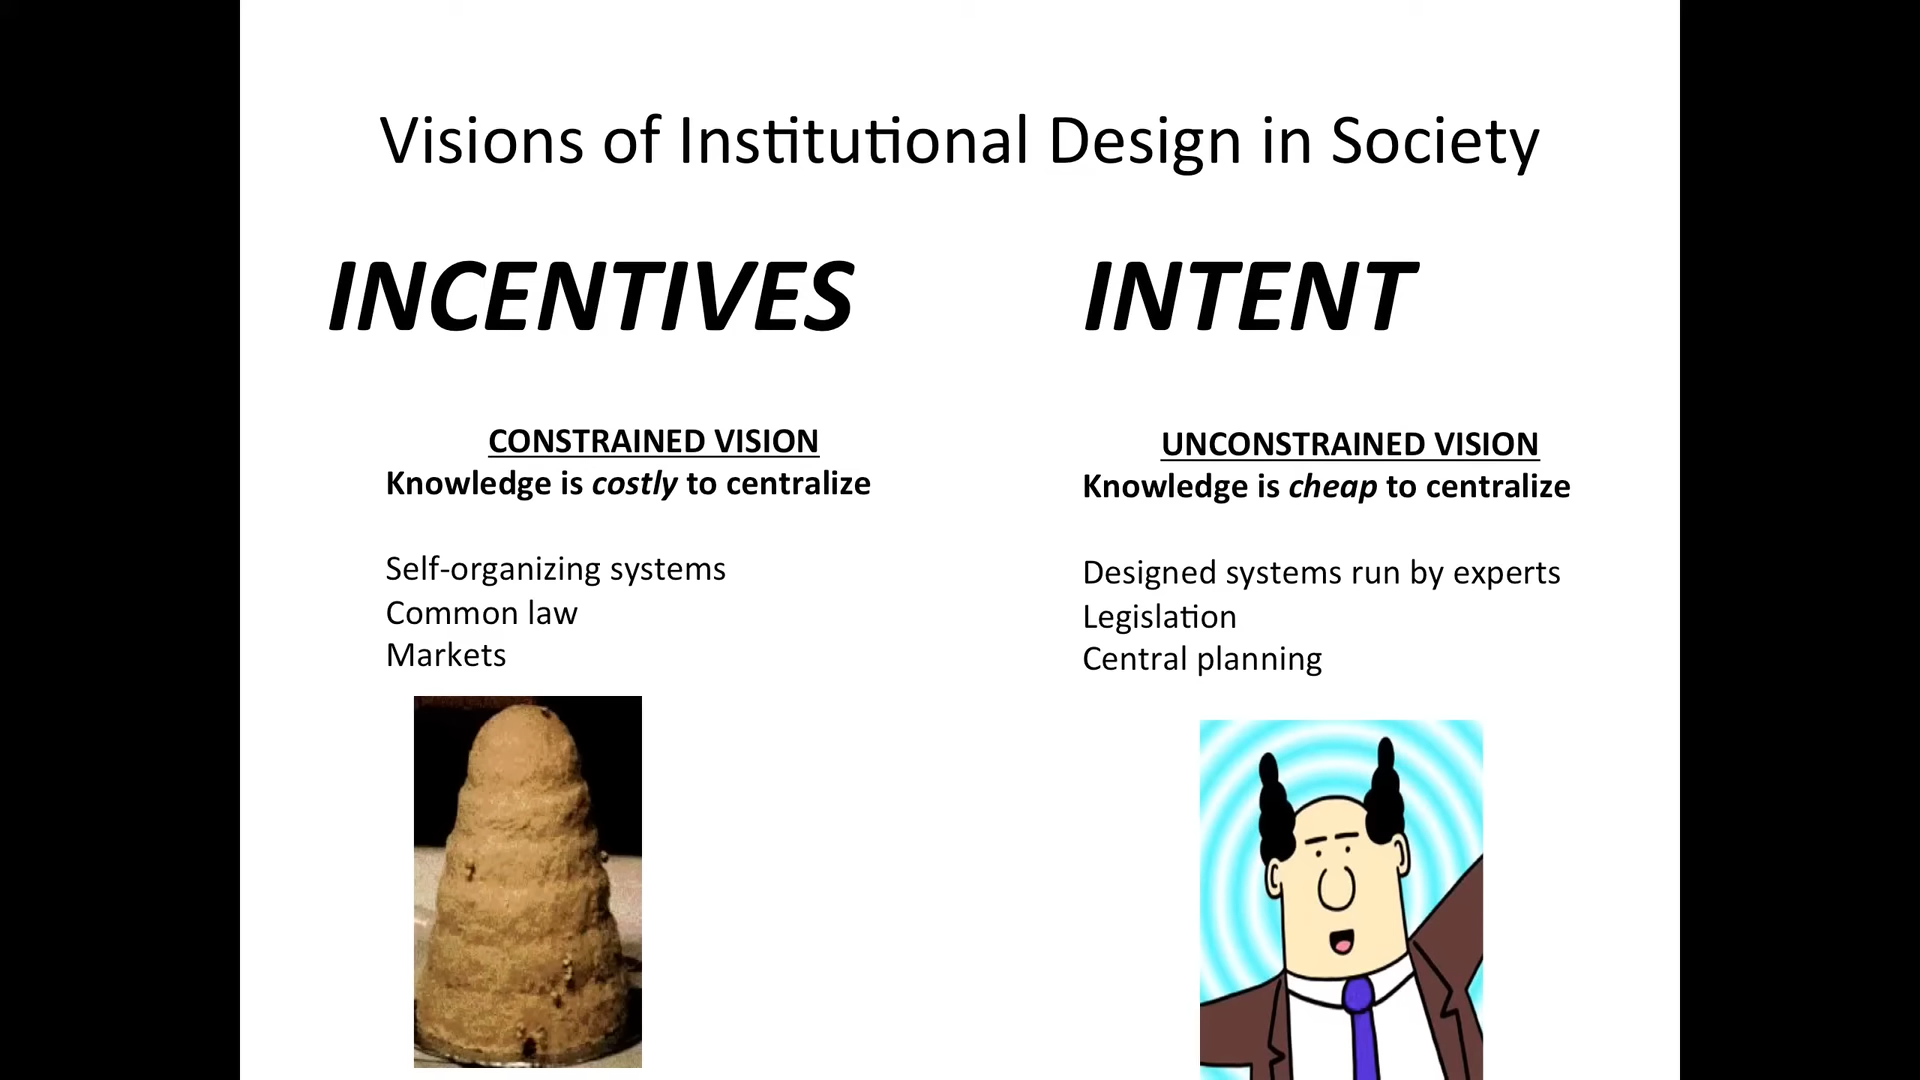 Visions of Institutional Design in Society
INCENTIVES
CONSTRAINED VISION
Knowledge is costly to centralize
Self-organizing systems
Common law
Markets
INTENT
UNCONSTRAINED VISION
Knowledge is cheap to centralize
Designed systems run by experts
Legislation
Central planning